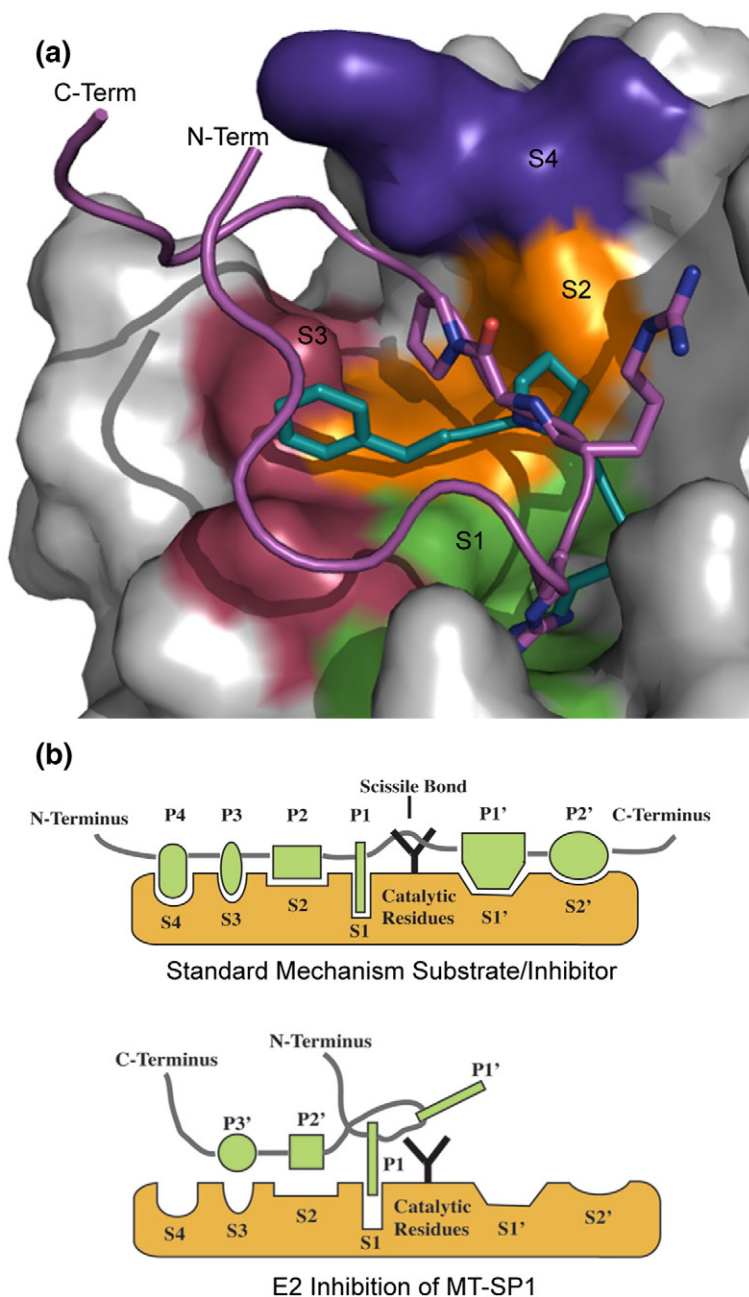 (a)
C-Term
N-Term
S4
S2
S3
S1
(b)
Scissile Bond
N-Terminus P4 P3 P2 P1 P1' P2' C-Terminus
S4 S3 S2 S1 Catalytic Residues S1' S2'
Standard Mechanism Substrate/Inhibitor
N-Terminus
C-Terminus
P1'
P3' P2'
P1
S4 S3 S2 S1 Catalytic Residues S1' S2'
E2 Inhibition of MT-SP1